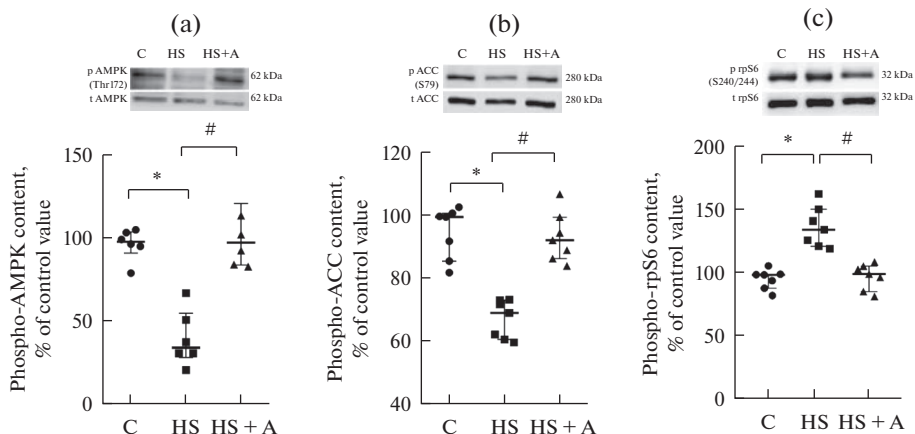 (a)
C HS HS+A
p AMPK
(Thr172)
62 kDa
t AMPK 62 kDa
#
*
150
100
50
0
Phospho-AMPK content,
% of control value
C HS HS + A
(b)
C HS HS+A
p ACC
(S79)
280 kDa
t ACC 280 kDa
#
*
120
100
80
60
40
Phospho-ACC content,
% of control value
C HS HS + A
(c)
C HS HS+A
p rpS6
(S240/244)
32 kDa
t rpS6 32 kDa
* #
200
150
100
50
0
Phospho-rpS6 content,
% of control value
C HS HS + A